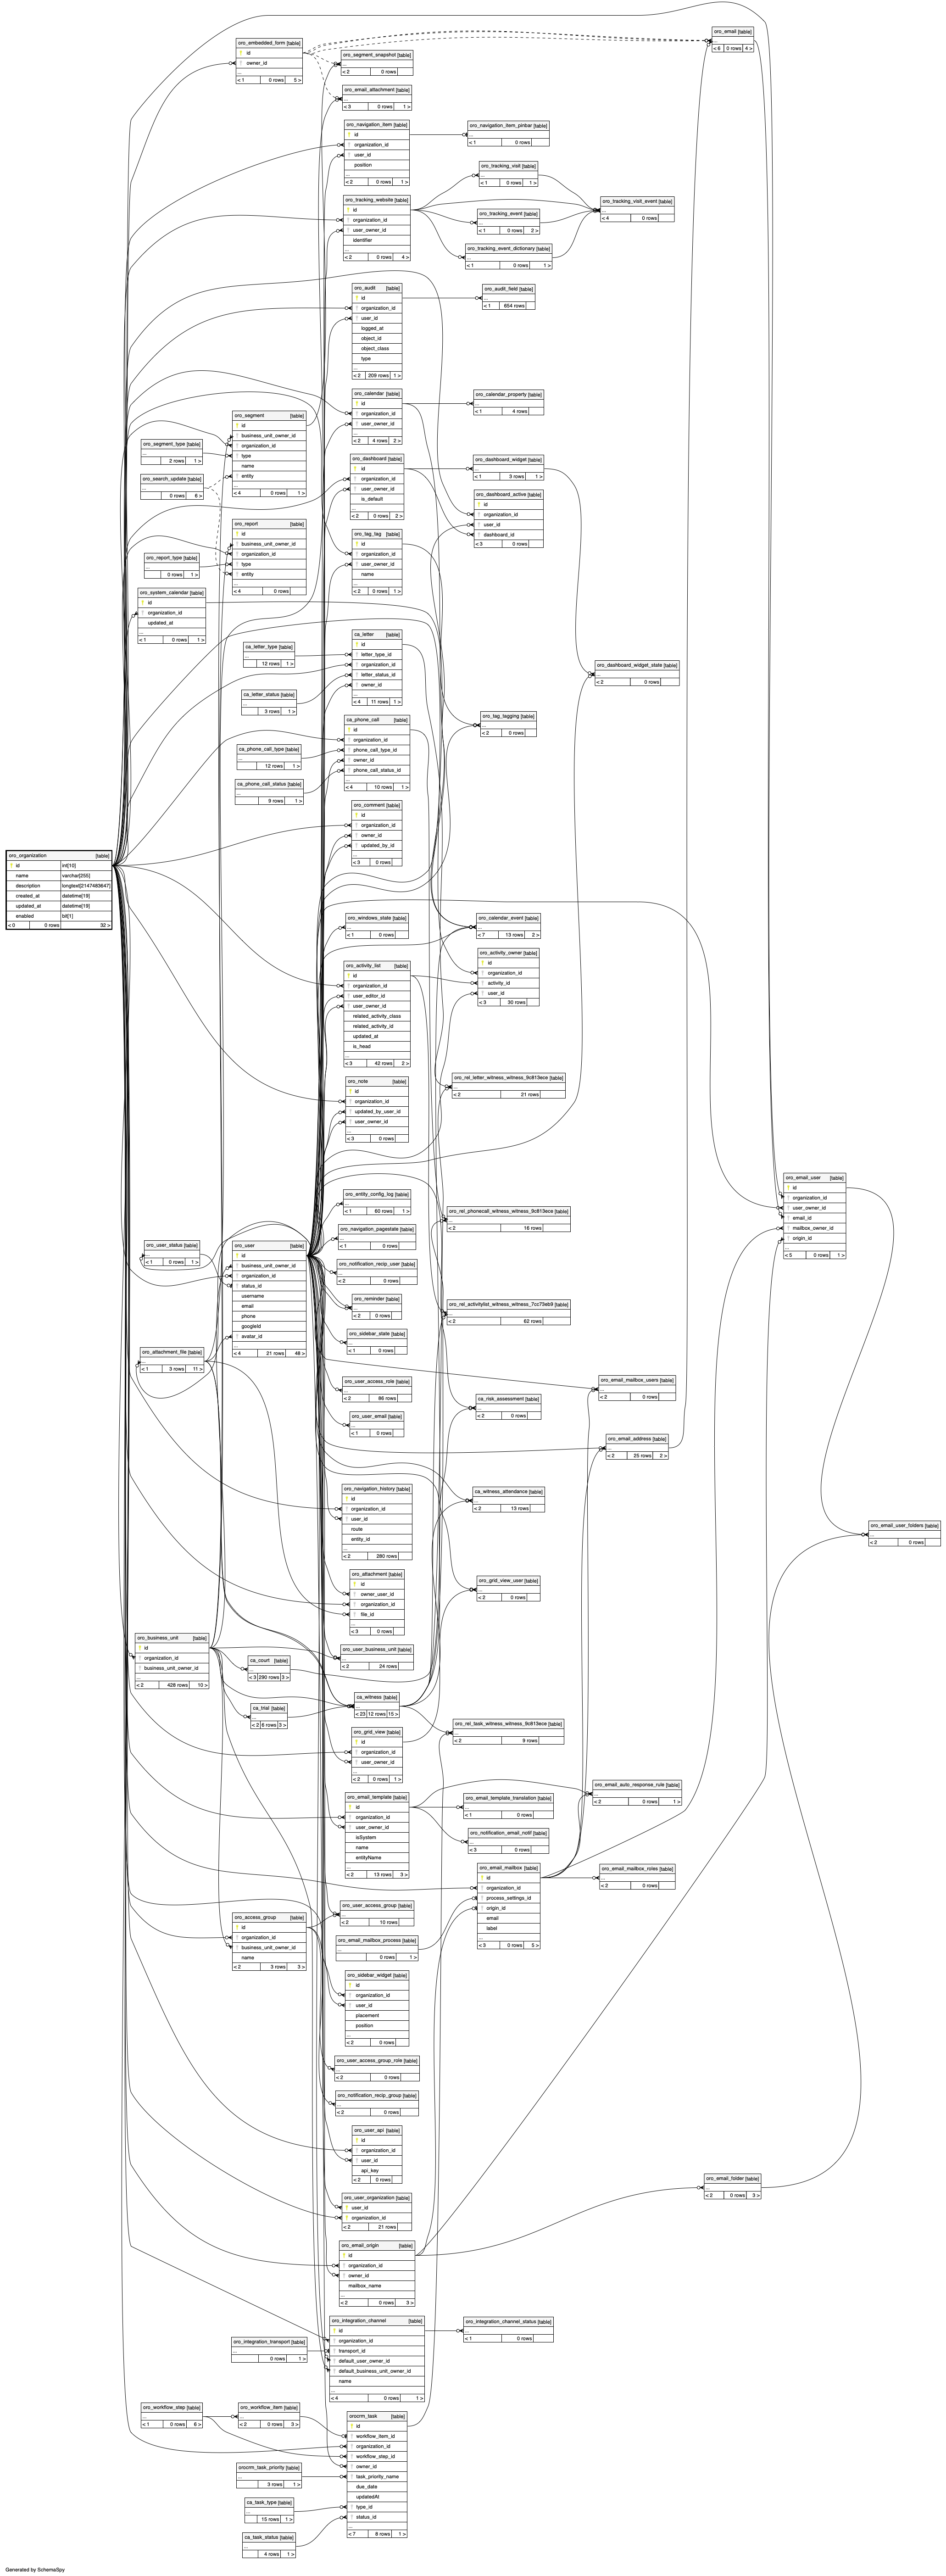 oro_organization [table]
id int[10]
name varchar[255]
description longtext[2147483647]
created_at datetime[19]
updated_at datetime[19]
enabled bit[1]
< 0 0 rows 32 >
oro_segment_type [table]
...
2 rows 1 >
oro_search_update [table]
...
0 rows 6 >
oro_report_type [table]
...
0 rows 1 >
oro_system_calendar [table]
id
organization_id
updated_at
...
< 1 0 rows 1 >
oro_user_status [table]
...
< 1 0 rows 1 >
oro_attachment_file [table]
...
< 1 3 rows 11 >
oro_business_unit [table]
id
organization_id
business_unit_owner_id
...
< 2 428 rows 10 >
oro_workflow_step [table]
...
< 1 0 rows 6 >
oro_embedded_form [table]
id
owner_id
...
< 1 0 rows 5 >
oro_segment [table]
id
business_unit_owner_id
organization_id
type
name
entity
...
< 4 0 rows 1 >
oro_report [table]
id
business_unit_owner_id
organization_id
type
entity
...
< 4 0 rows
ca_letter_type [table]
...
12 rows 1 >
ca_letter_status [table]
...
3 rows 1 >
ca_phone_call_type [table]
...
12 rows 1 >
ca_phone_call_status [table]
...
9 rows 1 >
oro_user [table]
id
business_unit_owner_id
organization_id
status_id
username
email
phone
googleId
avatar_id
...
< 4 21 rows 48 >
ca_court [table]
...
< 3 290 rows 3 >
ca_trial [table]
...
< 2 6 rows 3 >
oro_access_group [table]
id
organization_id
business_unit_owner_id
name
< 2 3 rows 3 >
oro_integration_transport [table]
...
0 rows 1 >
oro_workflow_item [table]
...
< 2 0 rows 3 >
orocrm_task_priority [table]
...
3 rows 1 >
ca_task_type [table]
...
15 rows 1 >
ca_task_status [table]
...
4 rows 1 >
oro_segment_snapshot [table]
...
< 2 0 rows
oro_email_attachment [table]
...
< 3 0 rows 1 >
oro_navigation_item [table]
id
organization_id
user_id
position
...
< 2 0 rows 1 >
oro_tracking_website [table]
id
organization_id
user_owner_id
identifier
...
< 2 0 rows 4 >
oro_audit [table]
id
organization_id
user_id
logged_at
object_id
object_class
type
...
< 2 209 rows 1 >
oro_calendar [table]
id
organization_id
user_owner_id
...
< 2 4 rows 2 >
oro_dashboard [table]
id
organization_id
user_owner_id
is_default
...
< 2 0 rows 2 >
oro_tag_tag [table]
id
organization_id
user_owner_id
name
...
< 2 0 rows 1 >
ca_letter [table]
id
letter_type_id
organization_id
letter_status_id
owner_id
...
< 4 11 rows 1 >
ca_phone_call [table]
id
organization_id
phone_call_type_id
owner_id
phone_call_status_id
...
< 4 10 rows 1 >
oro_comment [table]
id
organization_id
owner_id
updated_by_id
...
< 3 0 rows
oro_windows_state [table]
...
< 1 0 rows
oro_activity_list [table]
id
organization_id
user_editor_id
user_owner_id
related_activity_class
related_activity_id
updated_at
is_head
...
< 3 42 rows 2 >
oro_note [table]
id
organization_id
updated_by_user_id
user_owner_id
...
< 3 0 rows
oro_entity_config_log [table]
...
< 1 60 rows 1 >
oro_navigation_pagestate [table]
...
< 1 0 rows
oro_notification_recip_user [table]
...
< 2 0 rows
oro_reminder [table]
...
< 2 0 rows
oro_sidebar_state [table]
...
< 1 0 rows
oro_user_access_role [table]
...
< 2 86 rows
oro_user_email [table]
...
< 1 0 rows
oro_navigation_history [table]
id
organization_id
user_id
route
entity_id
...
< 2 280 rows
oro_attachment [table]
id
owner_user_id
organization_id
file_id
...
< 3 0 rows
oro_user_business_unit [table]
...
< 2 24 rows
ca_witness [table]
...
< 23 12 rows 15 >
oro_grid_view [table]
id
organization_id
user_owner_id
...
< 2 0 rows 1 >
oro_email_template [table]
id
organization_id
user_owner_id
isSystem
name
entityName
...
< 2 13 rows 3 >
oro_user_access_group [table]
...
< 2 10 rows
oro_email_mailbox_process [table]
...
0 rows 1 >
oro_sidebar_widget [table]
id
organization_id
user_id
placement
position
...
< 2 0 rows
oro_user_access_group_role [table]
...
< 2 0 rows
oro_notification_recip_group [table]
...
< 2 0 rows
oro_user_api [table]
id
organization_id
user_id
api_key
< 2 0 rows
oro_user_organization [table]
user_id
organization_id
< 2 21 rows
oro_email_origin [table]
id
organization_id
owner_id
mailbox_name
...
< 2 0 rows 3 >
oro_integration_channel [table]
id
organization_id
transport_id
default_user_owner_id
default_business_unit_owner_id
name
...
< 4 0 rows 1 >
orocrm_task [table]
id
workflow_item_id
organization_id
workflow_step_id
owner_id
task_priority_name
due_date
updatedAt
type_id
status_id
...
< 7 8 rows 1 >
oro_navigation_item_pinbar [table]
...
< 1 0 rows
oro_tracking_visit [table]
...
< 1 0 rows 1 >
oro_tracking_event [table]
...
< 1 0 rows 2 >
oro_tracking_event_dictionary [table]
...
< 1 0 rows 1 >
oro_audit_field [table]
...
< 1 654 rows
oro_calendar_property [table]
...
< 1 4 rows
oro_dashboard_widget [table]
...
< 1 3 rows 1 >
oro_dashboard_active [table]
id
organization_id
user_id
dashboard_id
< 3 0 rows
oro_tag_tagging [table]
...
< 2 0 rows
oro_calendar_event [table]
...
< 7 13 rows 2 >
oro_activity_owner [table]
id
organization_id
activity_id
user_id
< 3 30 rows
oro_rel_letter_witness_witness_9c813ece [table]
...
< 2 21 rows
oro_rel_phonecall_witness_witness_9c813ece [table]
...
< 2 16 rows
oro_rel_activitylist_witness_witness_7cc73eb9 [table]
...
< 2 62 rows
ca_risk_assessment [table]
...
< 2 0 rows
ca_witness_attendance [table]
...
< 2 13 rows
oro_grid_view_user [table]
...
< 2 0 rows
oro_rel_task_witness_witness_9c813ece [table]
...
< 2 9 rows
oro_email_template_translation [table]
...
< 1 0 rows
oro_notification_email_notif [table]
...
< 3 0 rows
oro_email_mailbox [table]
id
organization_id
process_settings_id
origin_id
email
label
...
< 3 0 rows 5 >
oro_integration_channel_status [table]
...
< 1 0 rows
oro_tracking_visit_event [table]
...
< 4 0 rows
oro_dashboard_widget_state [table]
...
< 2 0 rows
oro_email_mailbox_users [table]
...
< 2 0 rows
oro_email_address [table]
...
< 2 25 rows 2 >
oro_email_auto_response_rule [table]
...
< 2 0 rows 1 >
oro_email_mailbox_roles [table]
...
< 2 0 rows
oro_email [table]
...
< 6 0 rows 4 >
oro_email_folder [table]
...
< 2 0 rows 3 >
oro_email_user [table]
id
organization_id
user_owner_id
email_id
mailbox_owner_id
origin_id
...
< 5 0 rows 1 >
oro_email_user_folders [table]
...
< 2 0 rows
Generated by SchemaSpy